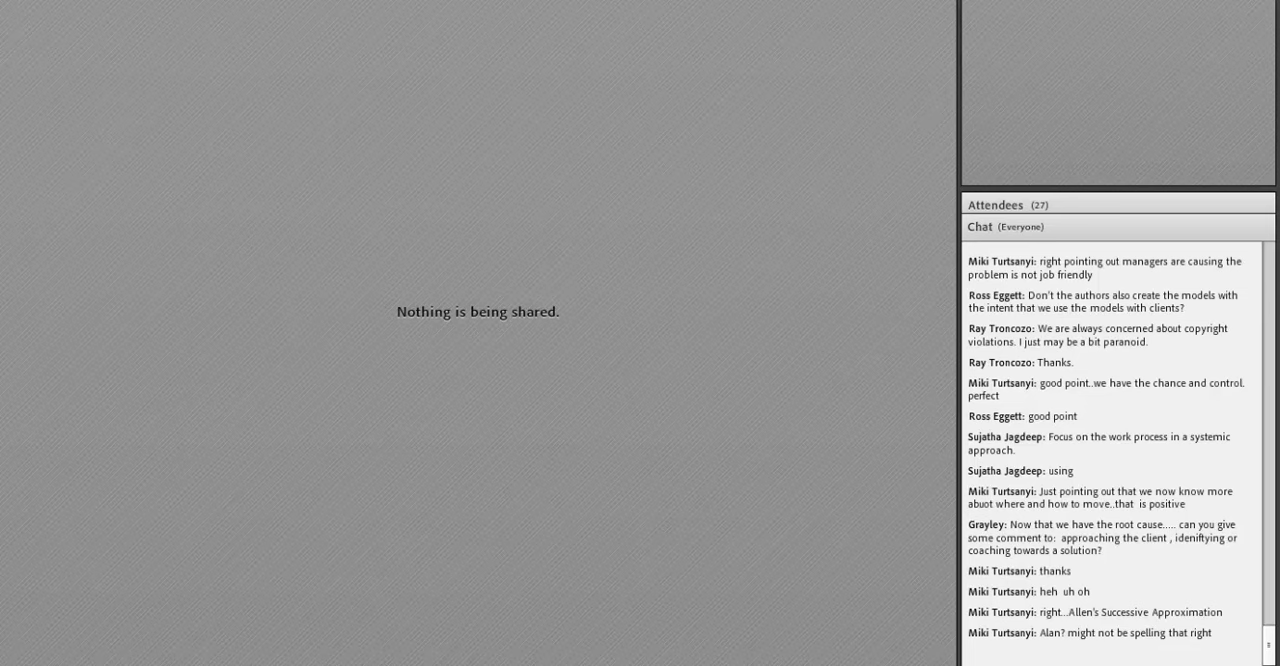 Nothing is being shared.
Attendees (27)
Chat (Everyone)
Miki Turtsanyi: right pointing out managers are causing the
problem is not job friendly
Ross Eggett: Don't the authors also create the models with
the intent that we use the models with clients?
Ray Troncozo: We are always concerned about copyright
violations. I just may be a bit paranoid.
Ray Troncozo: Thanks.
Miki Turtsanyi: good point..we have the chance and control.
perfect
Ross Eggett: good point
Sujatha Jagdeep: Focus on the work process in a systemic
approach.
Sujatha Jagdeep: using
Miki Turtsanyi: Just pointing out that we now know more
abuot where and how to move..that is positive
Grayley: Now that we have the root cause..... can you give
some comment to: approaching the client , ideniftying or
coaching towards a solution?
Miki Turtsanyi: thanks
Miki Turtsanyi: heh uh oh
Miki Turtsanyi: right...Allen's Successive Approximation
Miki Turtsanyi: Alan? might not be spelling that right